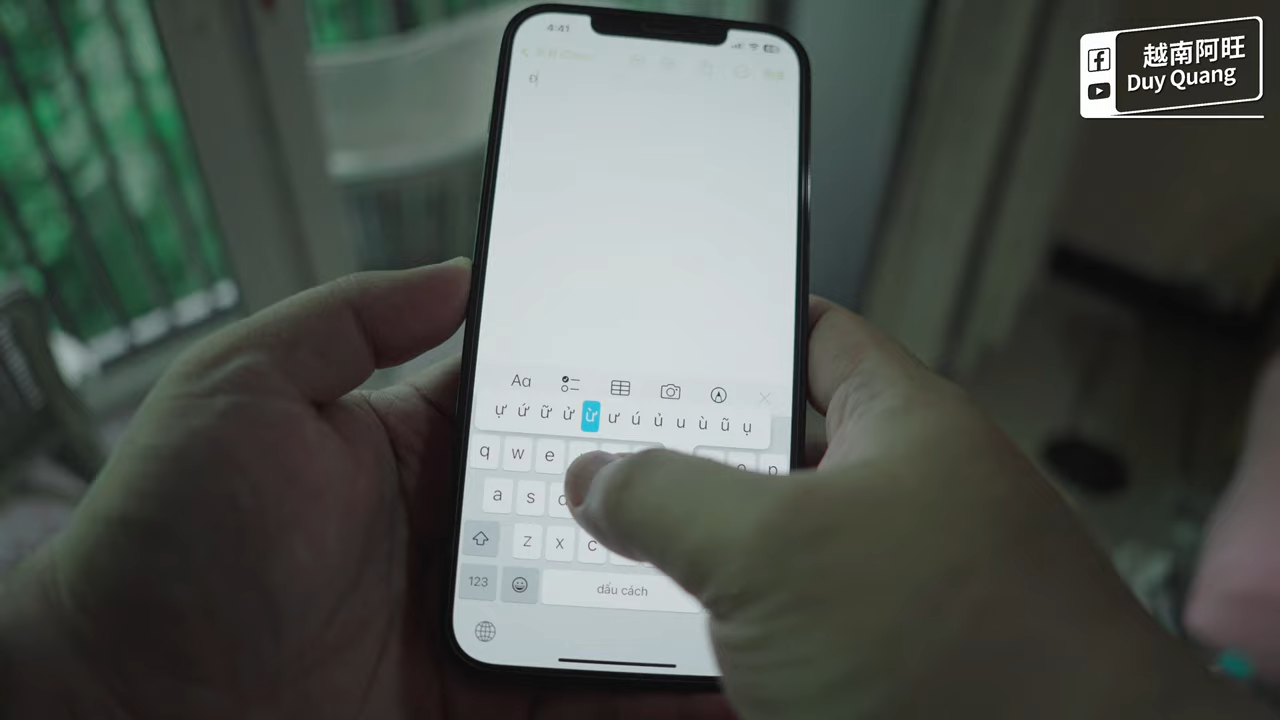 越南阿旺
Duy Quang
4:41
Đ
Aa
ự ứ ữ ử ừ ư ú ủ u ù ũ ụ
q w e o p
a s d
z x c
123 dấu cách